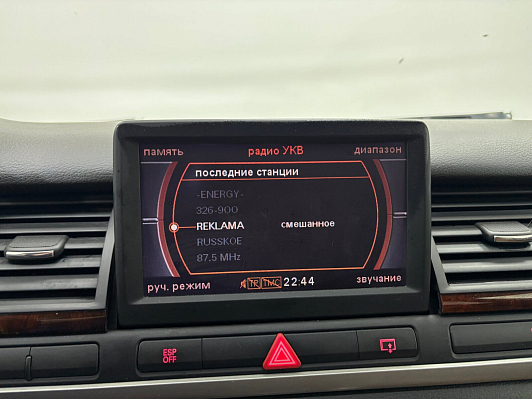 память радио УКВ диапазон
последние станции
-ENERGY-
326-900
REKLAMA смешанное
RUSSKOE
87,5 MHz
руч. режим TP TMC 22:44 звучание
ESP
OFF